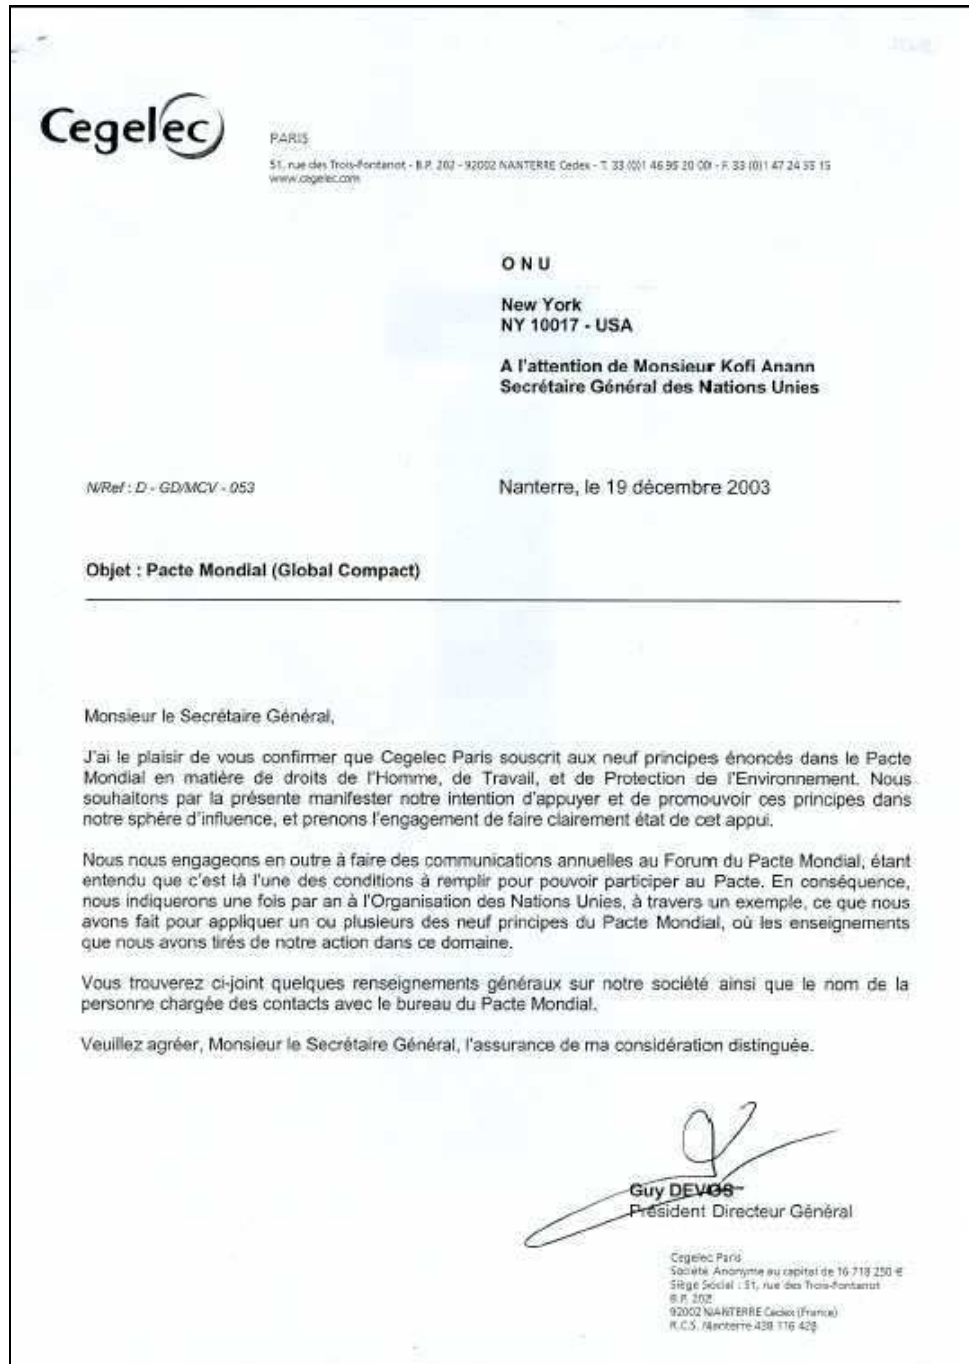 Cegelec
PARIS
51, rue des Trois-Fontanot - B.P. 202 - 92002 NANTERRE Cedex - T. 33 (0)1 46 95 20 00 - F. 33 (0)1 47 24 55 15
www.cegelec.com
O N U
New York
NY 10017 - USA
A l'attention de Monsieur Kofi Anann
Secrétaire Général des Nations Unies
N/Ref : D - GD/MCV - 053
Nanterre, le 19 décembre 2003
Objet : Pacte Mondial (Global Compact)
Monsieur le Secrétaire Général,
J'ai le plaisir de vous confirmer que Cegelec Paris souscrit aux neuf principes énoncés dans le Pacte
Mondial en matière de droits de l'Homme, de Travail, et de Protection de l'Environnement. Nous
souhaitons par la présente manifester notre intention d'appuyer et de promouvoir ces principes dans
notre sphère d'influence, et prenons l'engagement de faire clairement état de cet appui.
Nous nous engageons en outre à faire des communications annuelles au Forum du Pacte Mondial, étant
entendu que c'est là l'une des conditions à remplir pour pouvoir participer au Pacte. En conséquence,
nous indiquerons une fois par an à l'Organisation des Nations Unies, à travers un exemple, ce que nous
avons fait pour appliquer un ou plusieurs des neuf principes du Pacte Mondial, où les enseignements
que nous avons tirés de notre action dans ce domaine.
Vous trouverez ci-joint quelques renseignements généraux sur notre société ainsi que le nom de la
personne chargée des contacts avec le bureau du Pacte Mondial.
Veuillez agréer, Monsieur le Secrétaire Général, l'assurance de ma considération distinguée.
Guy DEVOS
Président Directeur Général
Cegelec Paris
Société Anonyme au capital de 16 718 250 €
Siège Social : 51, rue des Trois-Fontanot
B.P. 202
92002 NANTERRE Cedex (France)
R.C.S. Nanterre 438 116 428